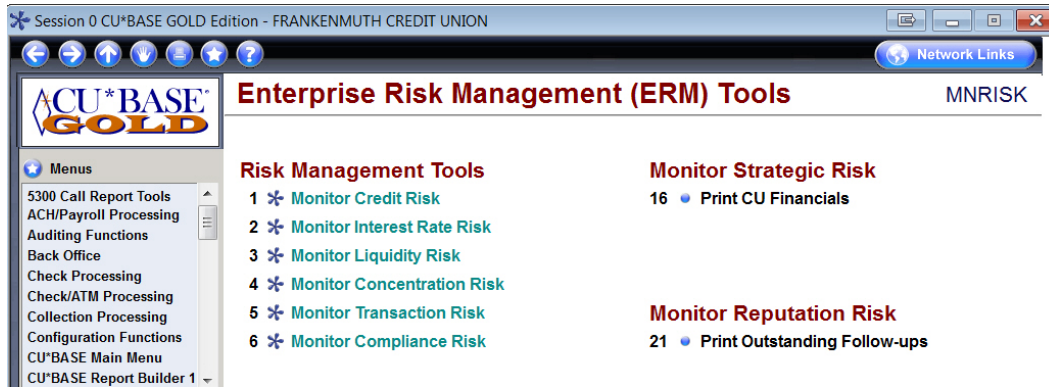 Session 0 CU*BASE GOLD Edition - FRANKENMUTH CREDIT UNION
Network Links
CU*BASE®
GOLD
Enterprise Risk Management (ERM) Tools
MNRISK
Menus
5300 Call Report Tools
ACH/Payroll Processing
Auditing Functions
Back Office
Check Processing
Check/ATM Processing
Collection Processing
Configuration Functions
CU*BASE Main Menu
CU*BASE Report Builder 1
Risk Management Tools
1 Monitor Credit Risk
2 Monitor Interest Rate Risk
3 Monitor Liquidity Risk
4 Monitor Concentration Risk
5 Monitor Transaction Risk
6 Monitor Compliance Risk
Monitor Strategic Risk
16 Print CU Financials
Monitor Reputation Risk
21 Print Outstanding Follow-ups